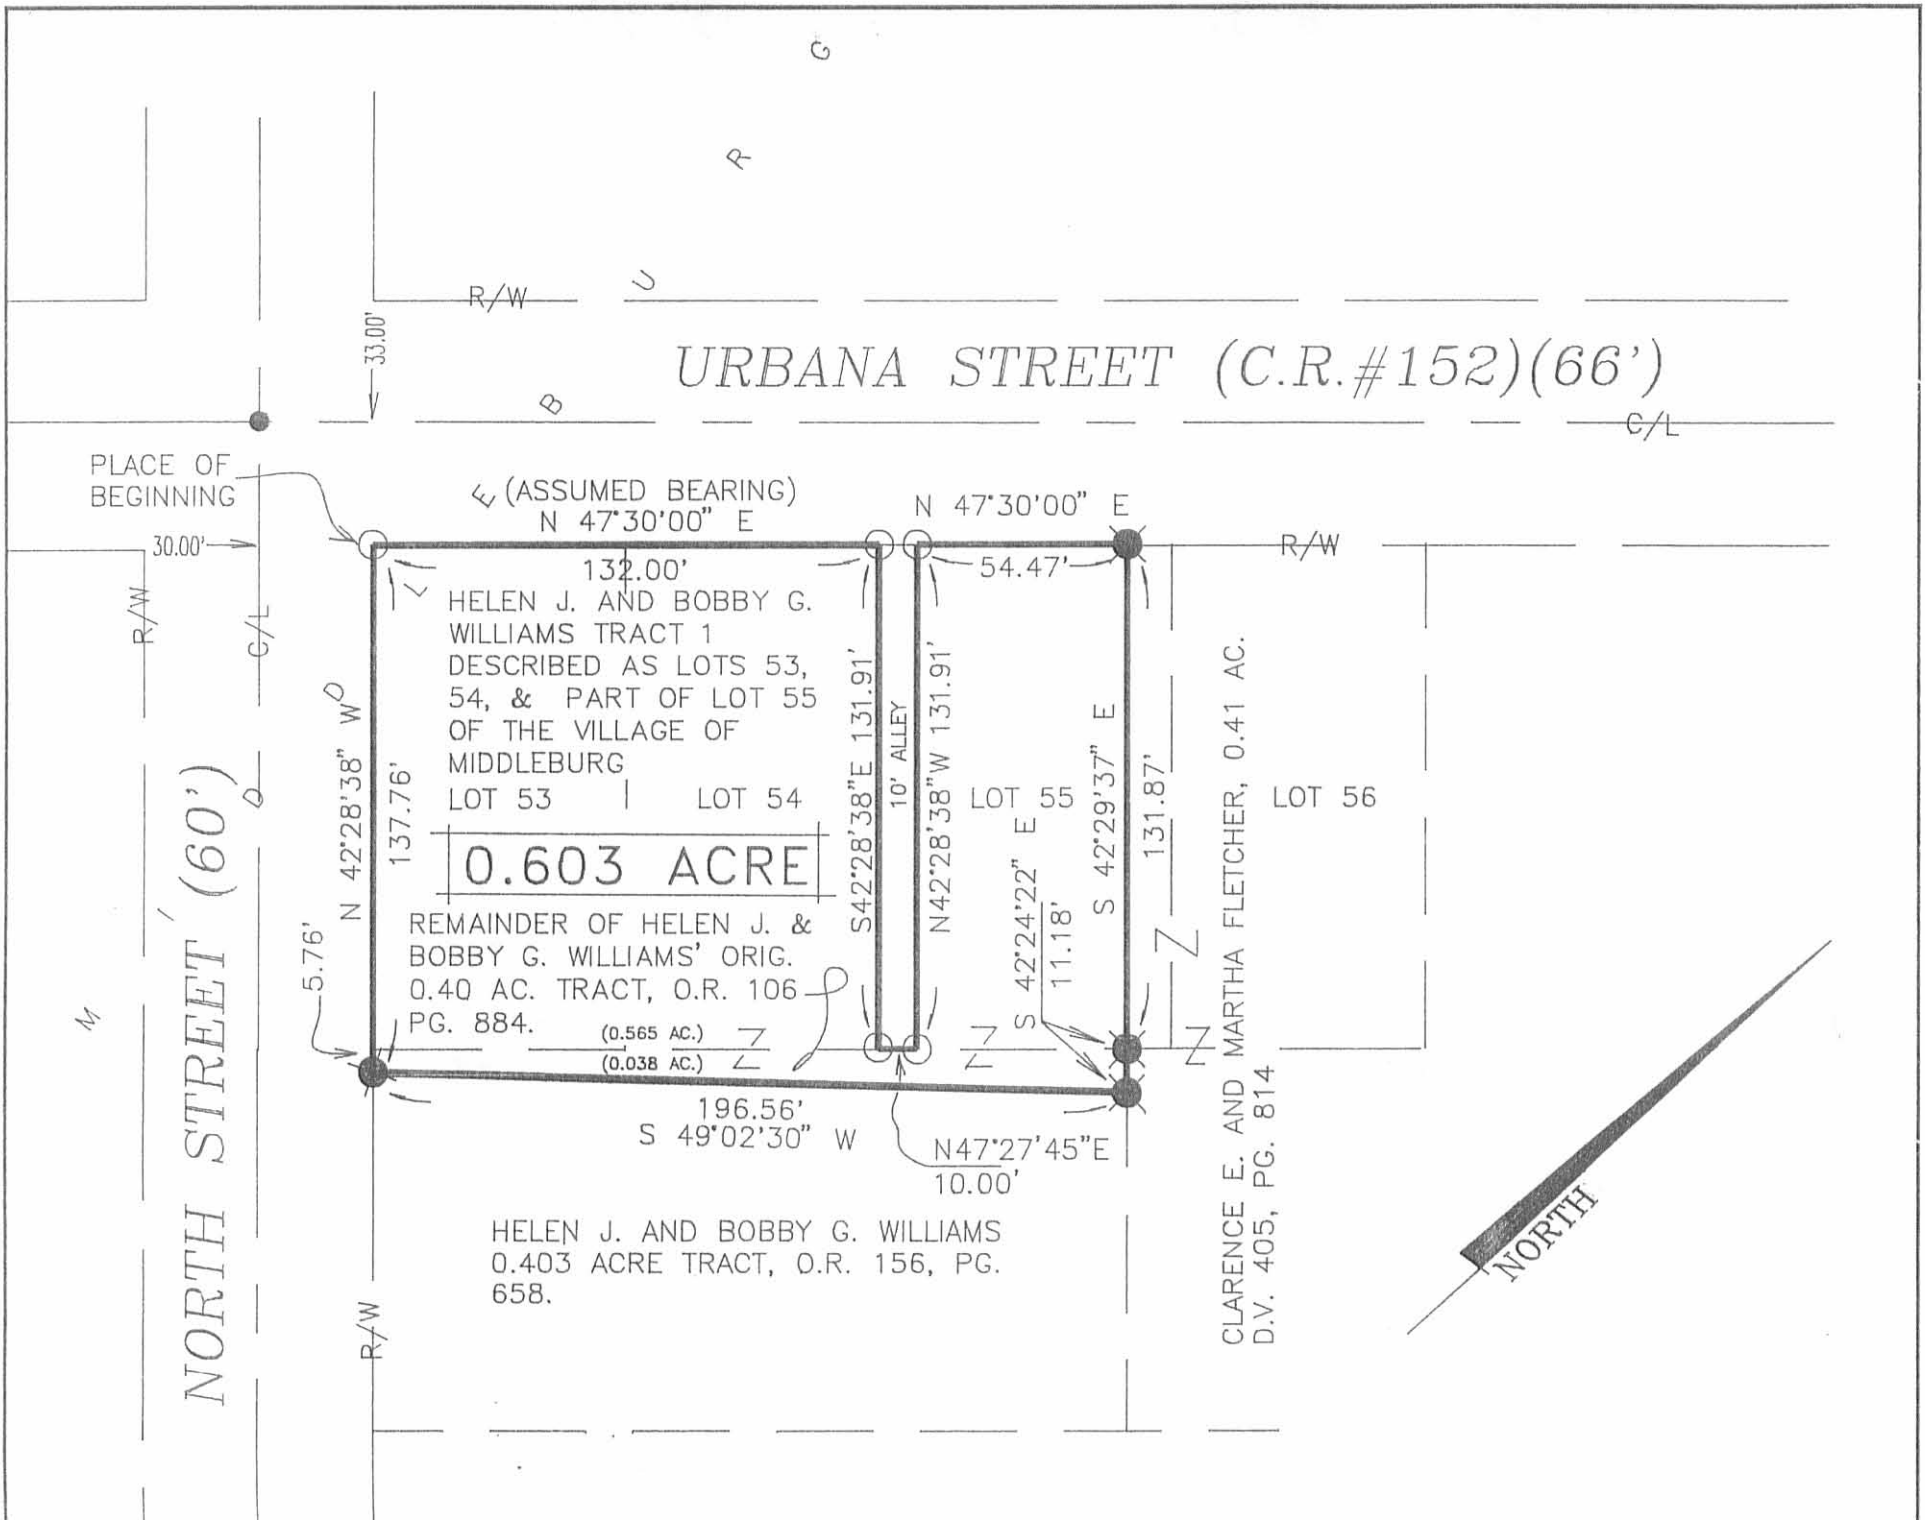 G
R
U
B
E
L
D
D
I
M
R/W
33.00'
URBANA STREET (C.R.#152)(66')
C/L
PLACE OF
BEGINNING
30.00'
(ASSUMED BEARING)
N 47°30'00" E
132.00'
N 47°30'00" E
54.47'
R/W
R/W
C/L
HELEN J. AND BOBBY G.
WILLIAMS TRACT 1
DESCRIBED AS LOTS 53,
54, & PART OF LOT 55
OF THE VILLAGE OF
MIDDLEBURG
LOT 53
LOT 54
0.603 ACRE
REMAINDER OF HELEN J. &
BOBBY G. WILLIAMS' ORIG.
0.40 AC. TRACT, O.R. 106
PG. 884.
(0.565 AC.)
(0.038 AC.)
N 42°28'38" W
137.76'
5.76'
S42°28'38"E 131.91'
10' ALLEY
N42°28'38"W 131.91'
LOT 55
S 42°24'22" E
11.18'
S 42°29'37" E
131.87'
LOT 56
CLARENCE E. AND MARTHA FLETCHER, 0.41 AC.
D.V. 405, PG. 814
196.56'
S 49°02'30" W
N47°27'45"E
10.00'
HELEN J. AND BOBBY G. WILLIAMS
0.403 ACRE TRACT, O.R. 156, PG.
658.
NORTH STREET (60')
R/W
NORTH